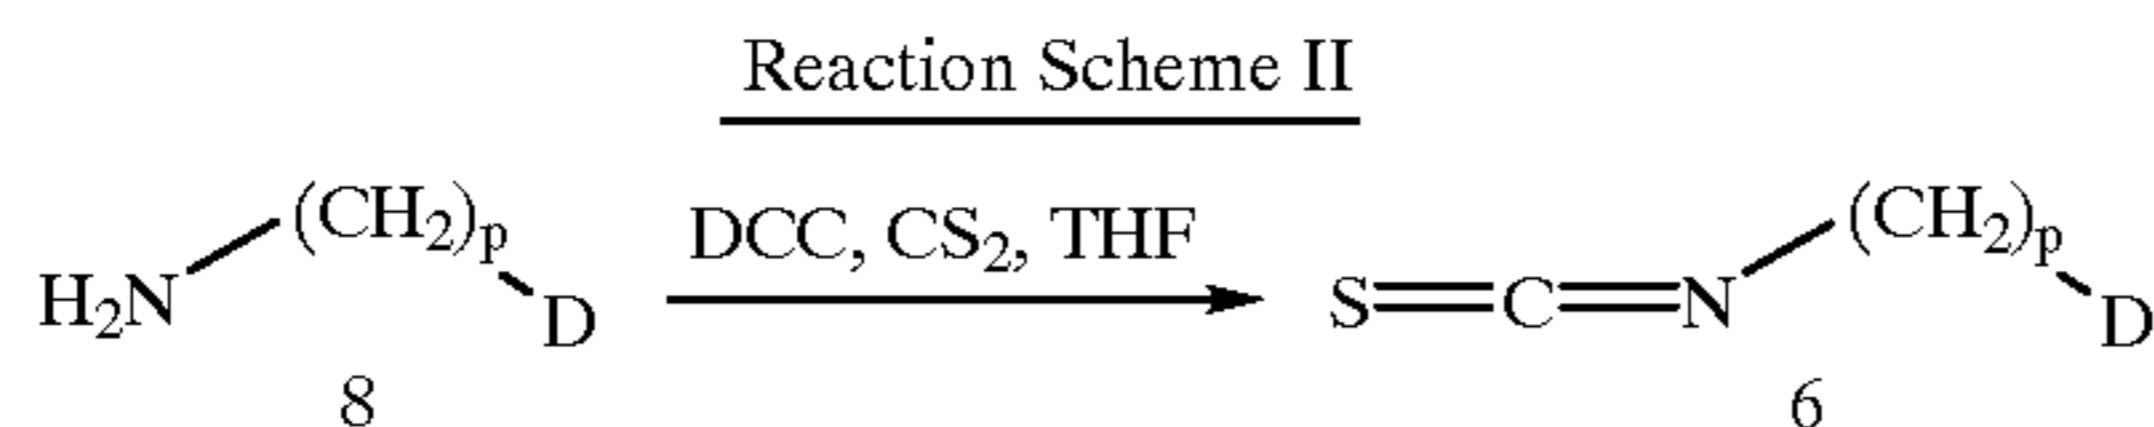 Reaction Scheme II
H₂N (CH₂)ₚ D DCC, CS₂, THF S=C=N (CH₂)ₚ D
8 6